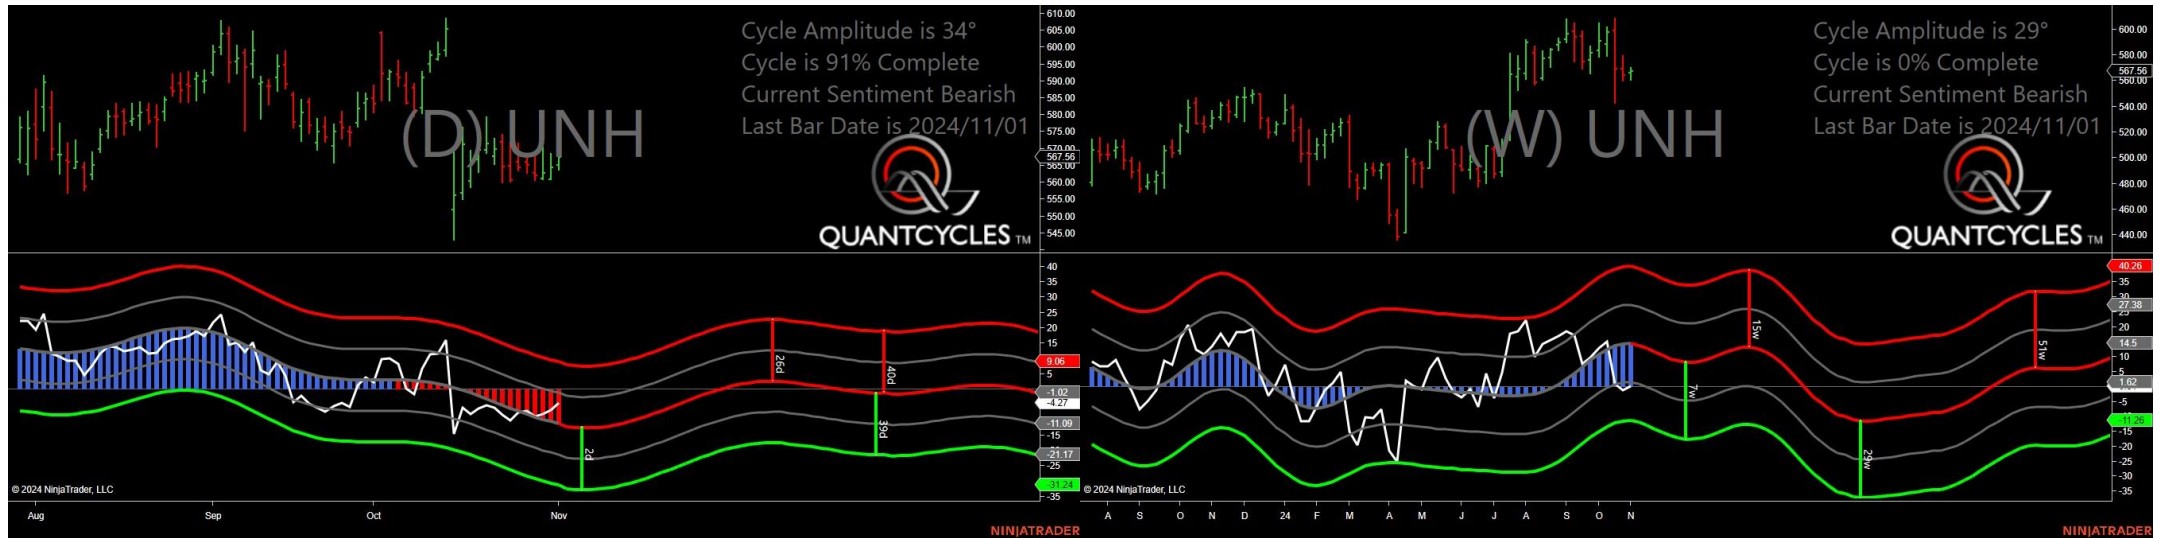 Cycle Amplitude is 34°
Cycle is 91% Complete
Current Sentiment Bearish
Last Bar Date is 2024/11/01
(D) UNH
QUANTCYCLES TM
610.00
605.00
600.00
595.00
590.00
585.00
580.00
575.00
570.00
567.56
565.00
560.00
555.00
550.00
545.00
40
35
30
25
20
15
9.06
5
-1.02
-4.27
-11.09
-15
-21.17
-25
-31.24
-35
2d
26d
40d
39d
© 2024 NinjaTrader, LLC
Aug Sep Oct Nov
NINJATRADER
Cycle Amplitude is 29°
Cycle is 0% Complete
Current Sentiment Bearish
Last Bar Date is 2024/11/01
(W) UNH
QUANTCYCLES TM
600.00
580.00
567.56
560.00
540.00
520.00
500.00
480.00
460.00
440.00
40.26
35
27.38
25
20
14.5
10
5
1.62
-5
-11.26
-15
-20
-25
-30
-35
7w
15w
29w
51w
© 2024 NinjaTrader, LLC
A S O N D 24 F M A M J J A S O N
NINJATRADER